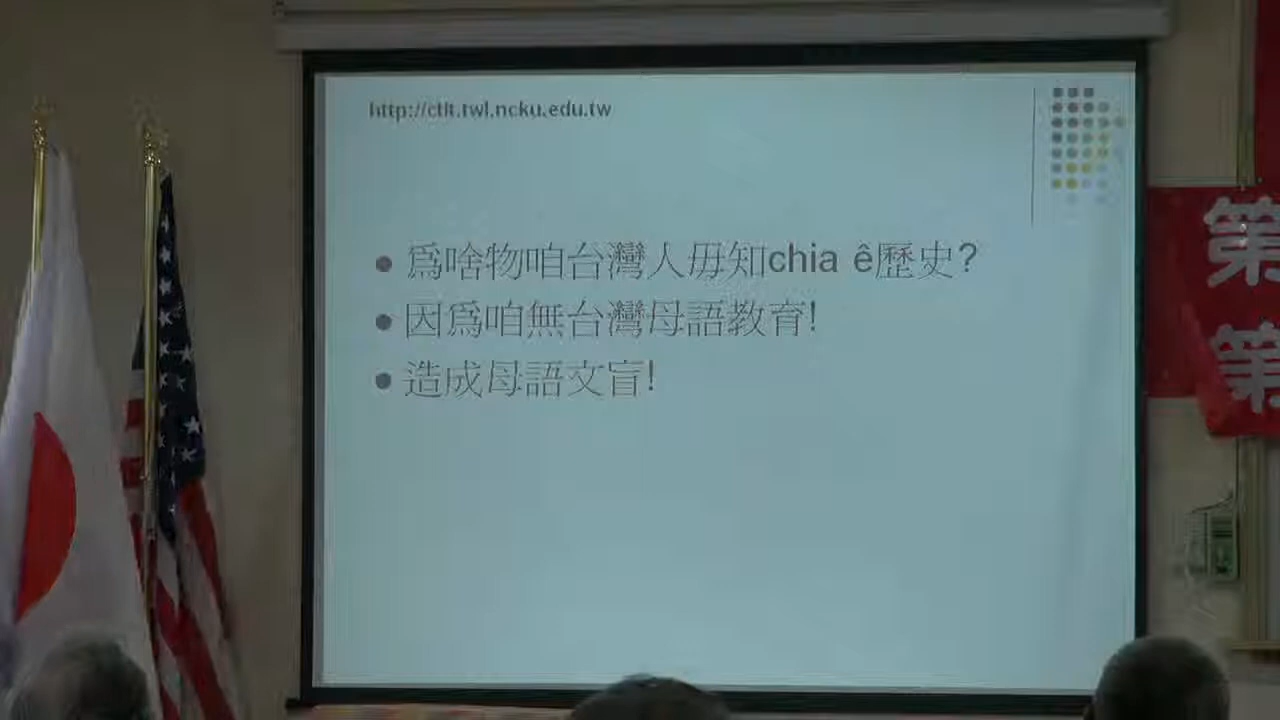 http://ctlt.twl.ncku.edu.tw
為啥物咱台灣人毋知chia ê歷史?
因為咱無台灣母語教育!
造成母語文盲!
第
第